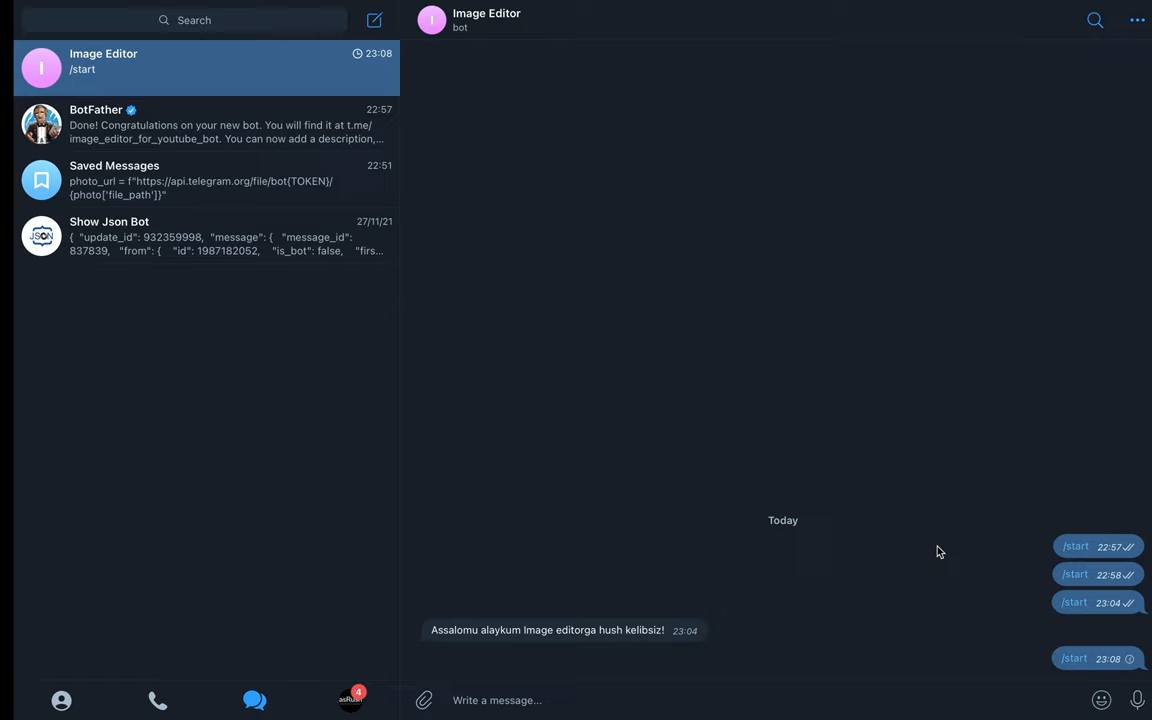 Search
Image Editor
23:08
/start
BotFather
22:57
Done! Congratulations on your new bot. You will find it at t.me/
image_editor_for_youtube_bot. You can now add a description,...
Saved Messages
22:51
photo_url = f"https://api.telegram.org/file/bot{TOKEN}/
{photo['file_path']}"
Show Json Bot
27/11/21
{ "update_id": 932359998, "message": { "message_id":
837839, "from": { "id": 1987182052, "is_bot": false, "firs...
JSON
4
Image Editor
bot
I
I
Today
/start 22:57
/start 22:58
/start 23:04
Assalomu alaykum Image editorga hush kelibsiz! 23:04
/start 23:08
Write a message...